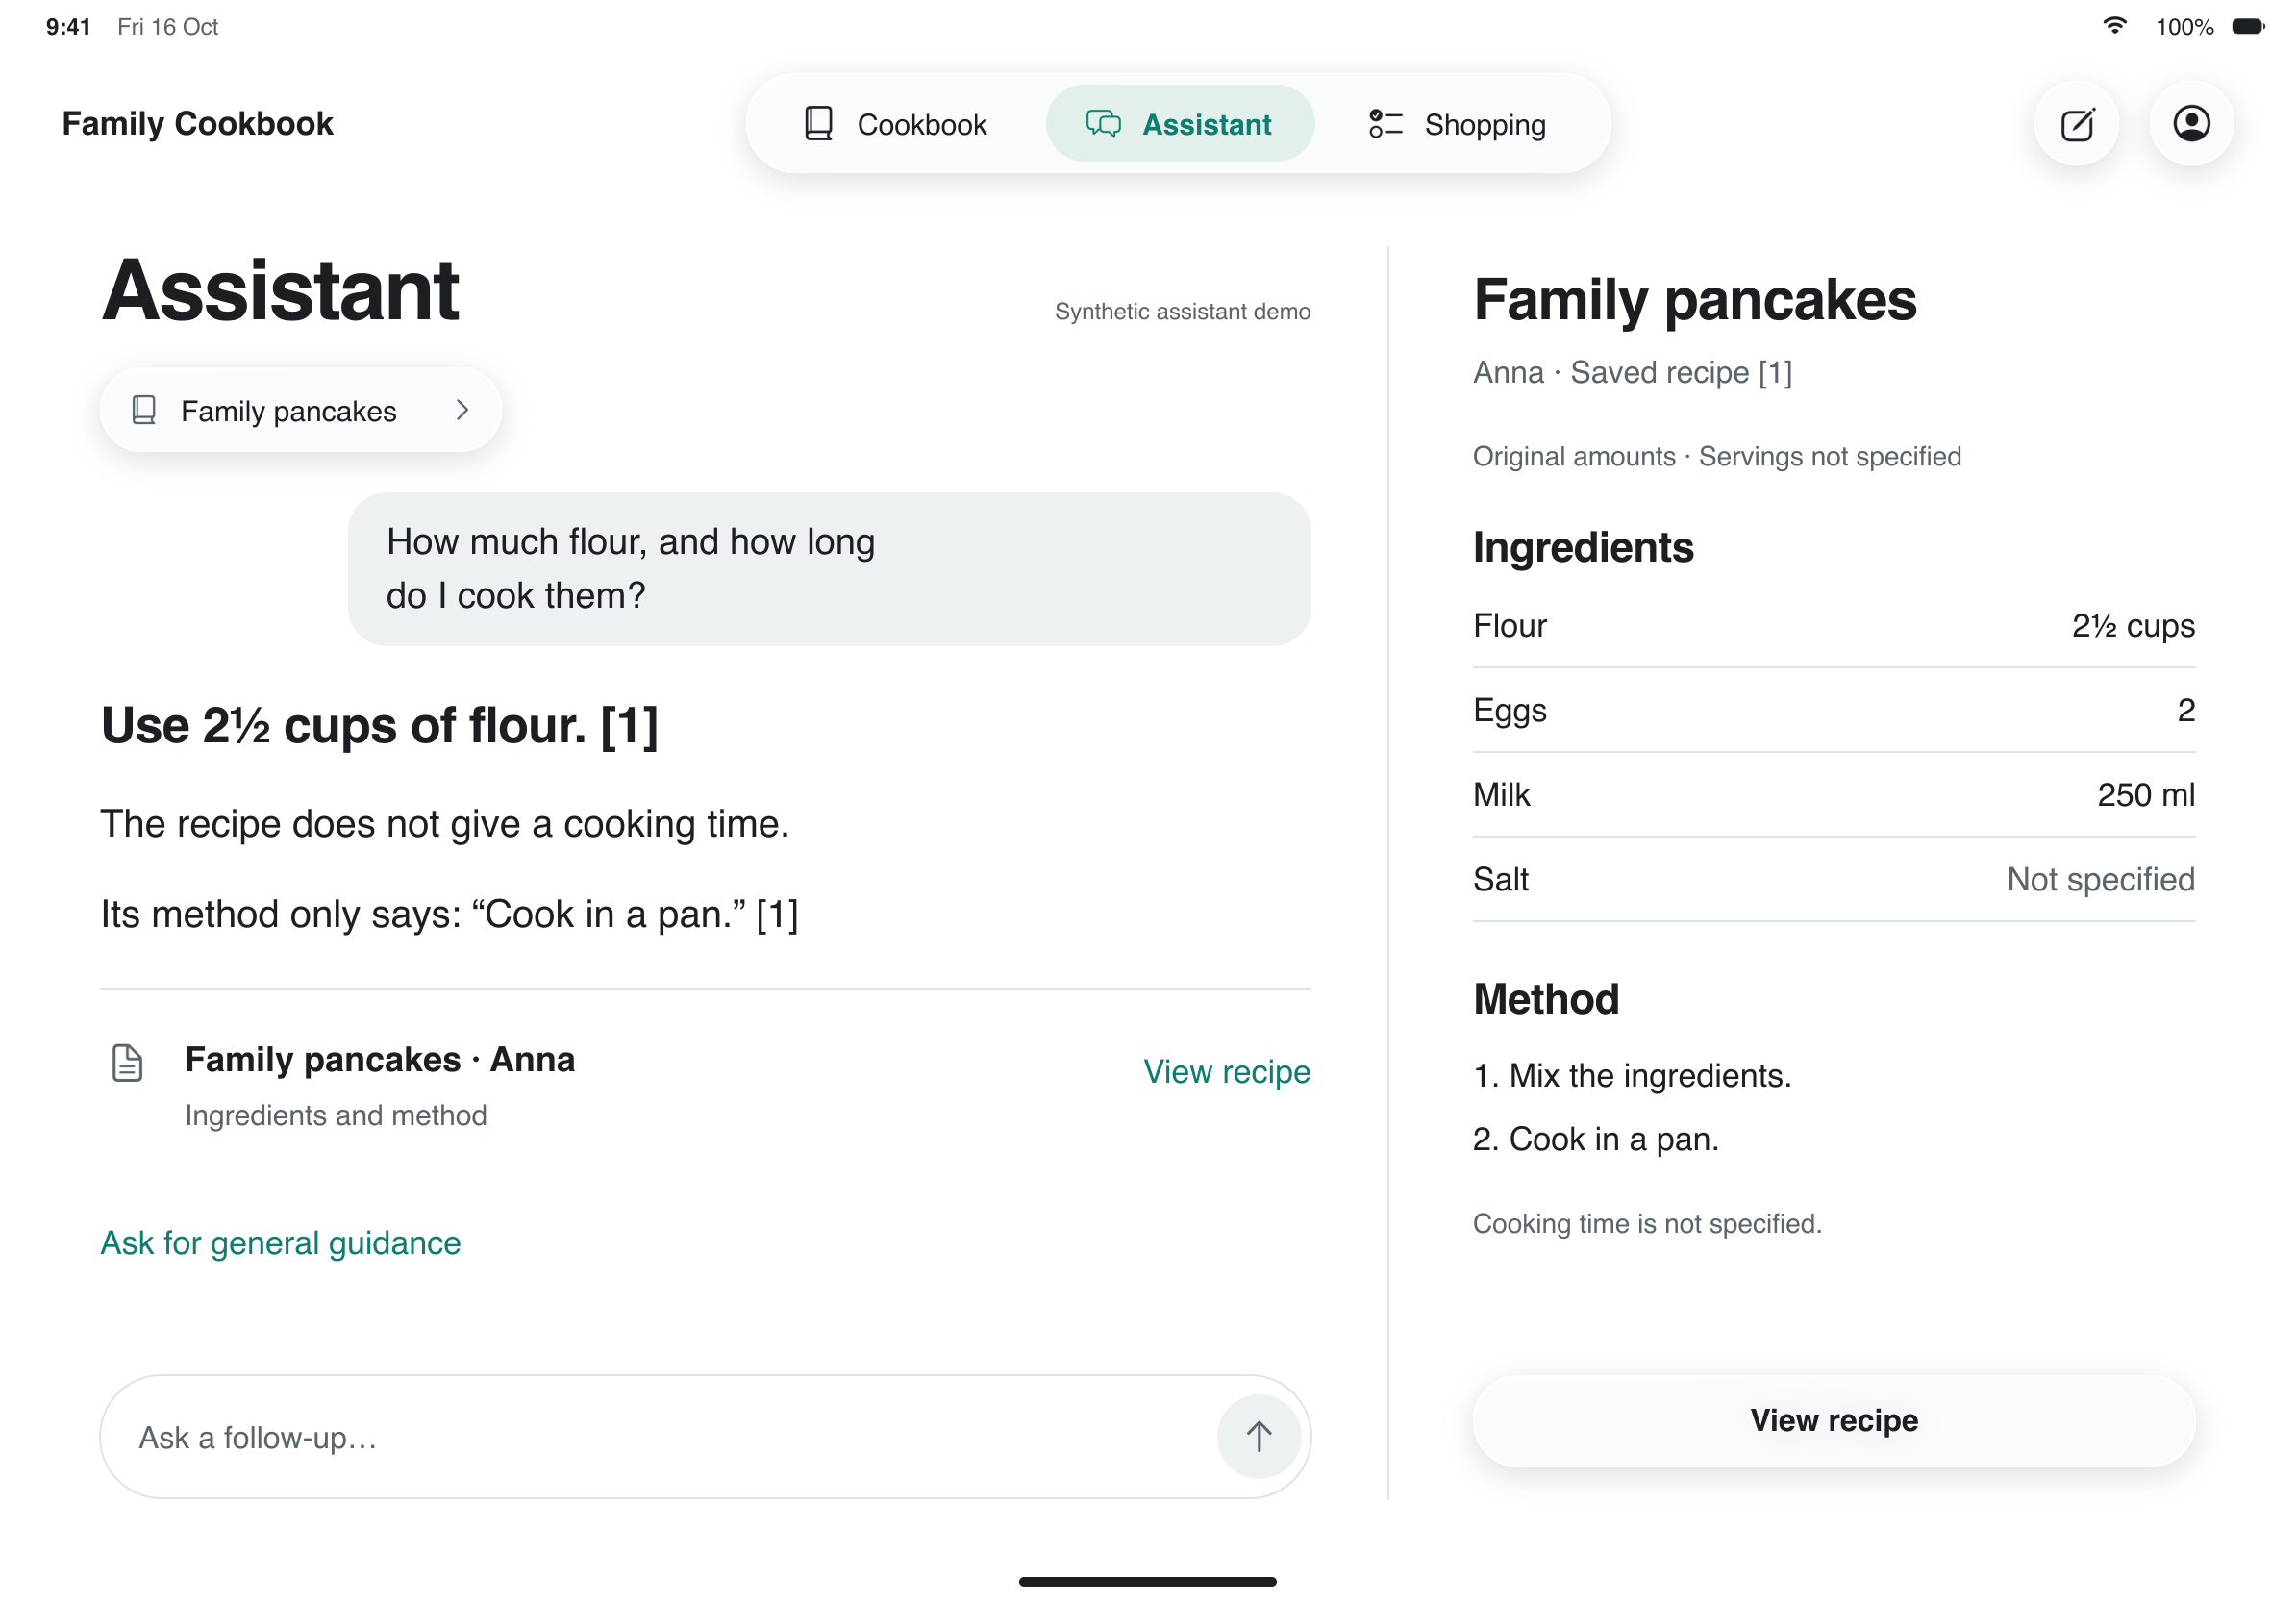 9:41 Fri 16 Oct
100%
Family Cookbook
Cookbook
Assistant
Shopping
Assistant
Synthetic assistant demo
Family pancakes
How much flour, and how long
do I cook them?
Use 2½ cups of flour. [1]
The recipe does not give a cooking time.
Its method only says: “Cook in a pan.” [1]
Family pancakes · Anna
Ingredients and method
View recipe
Ask for general guidance
Ask a follow-up…
Family pancakes
Anna · Saved recipe [1]
Original amounts · Servings not specified
Ingredients
Flour 2½ cups
Eggs 2
Milk 250 ml
Salt Not specified
Method
1. Mix the ingredients.
2. Cook in a pan.
Cooking time is not specified.
View recipe